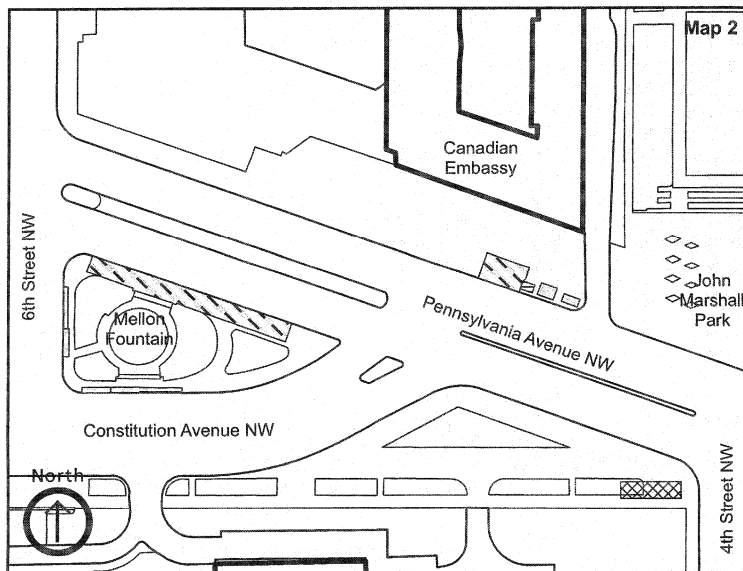 Map 2
Canadian
Embassy
6th Street NW
John
Marshall
Park
Mellon
Fountain
Pennsylvania Avenue NW
Constitution Avenue NW
North
4th Street NW